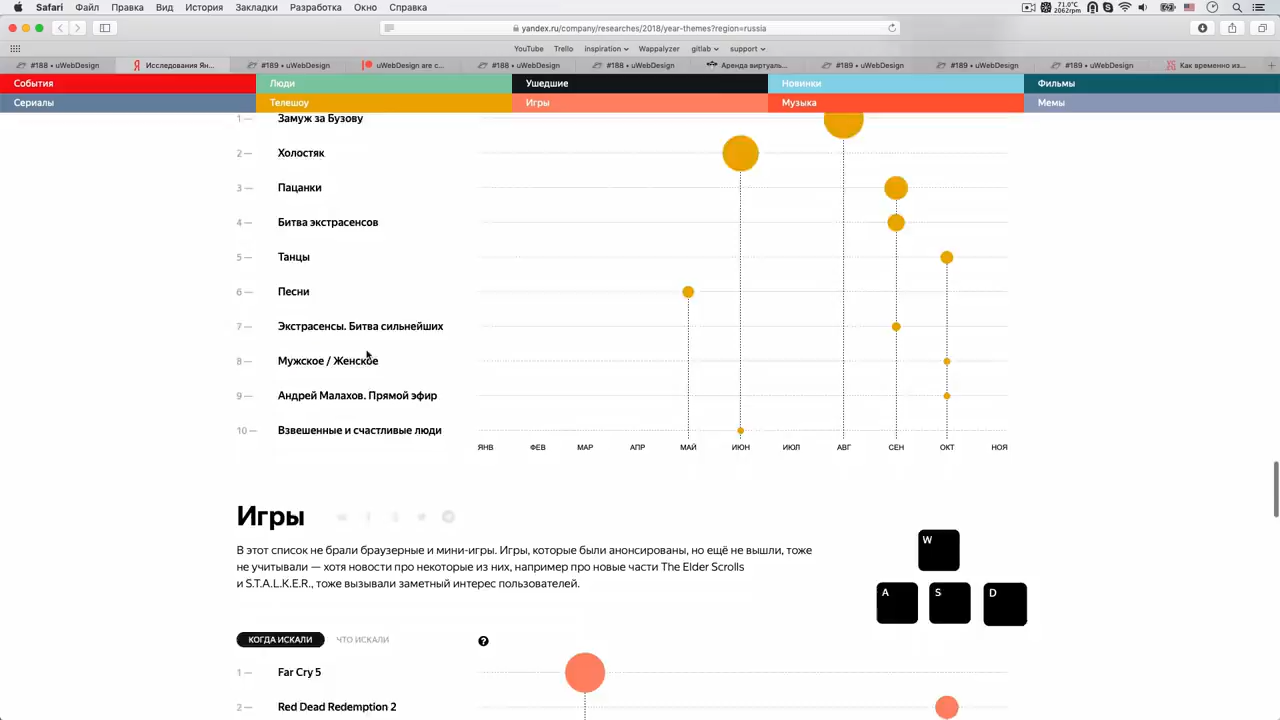 Safari Файл Правка Вид История Закладки Разработка Окно Справка
71.0°C
2062rpm
yandex.ru/company/researches/2018/year-themes?region=russia
YouTube Trello inspiration Wappalyzer gitlab support
#188 • uWebDesign
Исследования Ян...
#189 • uWebDesign
uWebDesign are c...
#188 • uWebDesign
#188 • uWebDesign
Аренда виртуаль...
#189 • uWebDesign
#189 • uWebDesign
#189 • uWebDesign
Как временно из...
События Люди Ушедшие Новинки Фильмы
Сериалы Телешоу Игры Музыка Мемы
1 — Замуж за Бузову
2 — Холостяк
3 — Пацанки
4 — Битва экстрасенсов
5 — Танцы
6 — Песни
7 — Экстрасенсы. Битва сильнейших
8 — Мужское / Женское
9 — Андрей Малахов. Прямой эфир
10 — Взвешенные и счастливые люди
ЯНВ ФЕВ МАР АПР МАЙ ИЮН ИЮЛ АВГ СЕН ОКТ НОЯ
Игры
В этот список не брали браузерные и мини-игры. Игры, которые были анонсированы, но ещё не вышли, тоже
не учитывали — хотя новости про некоторые из них, например про новые части The Elder Scrolls
и S.T.A.L.K.E.R., тоже вызывали заметный интерес пользователей.
W
A S D
КОГДА ИСКАЛИ ЧТО ИСКАЛИ ?
1 — Far Cry 5
2 — Red Dead Redemption 2